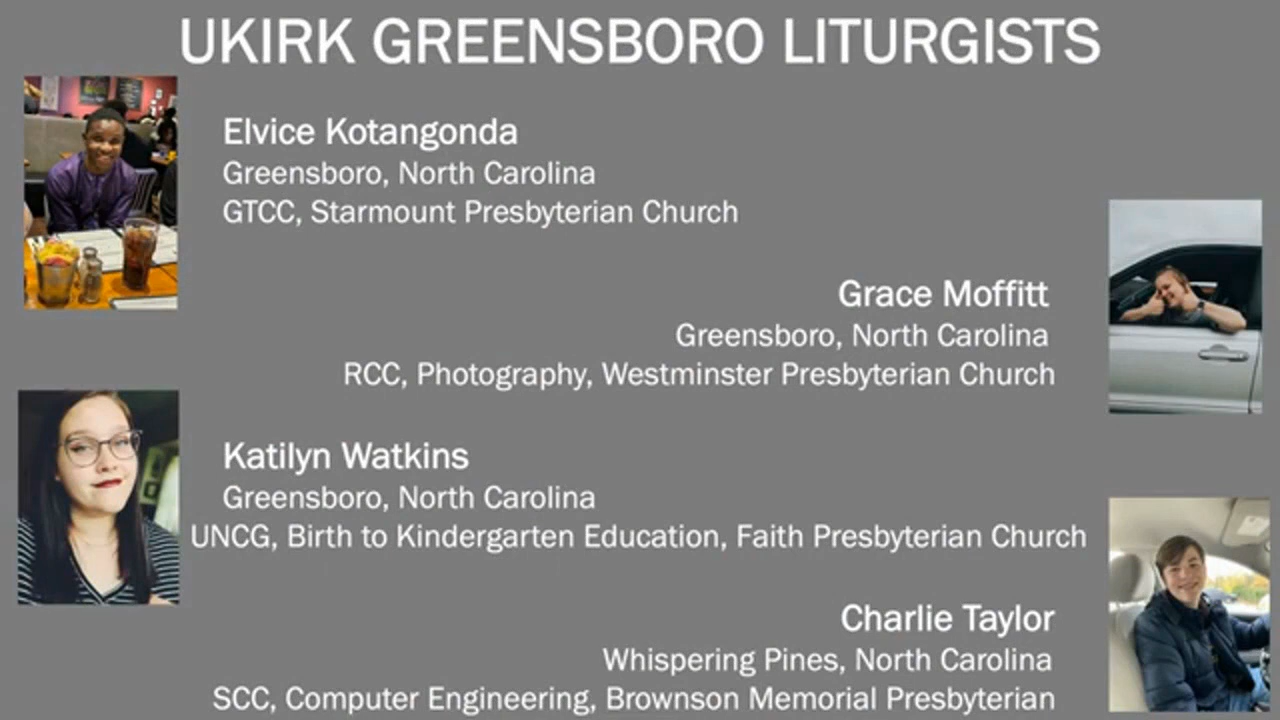 UKIRK GREENSBORO LITURGISTS
Elvice Kotangonda
Greensboro, North Carolina
GTCC, Starmount Presbyterian Church
Grace Moffitt
Greensboro, North Carolina
RCC, Photography, Westminster Presbyterian Church
Katilyn Watkins
Greensboro, North Carolina
UNCG, Birth to Kindergarten Education, Faith Presbyterian Church
Charlie Taylor
Whispering Pines, North Carolina
SCC, Computer Engineering, Brownson Memorial Presbyterian